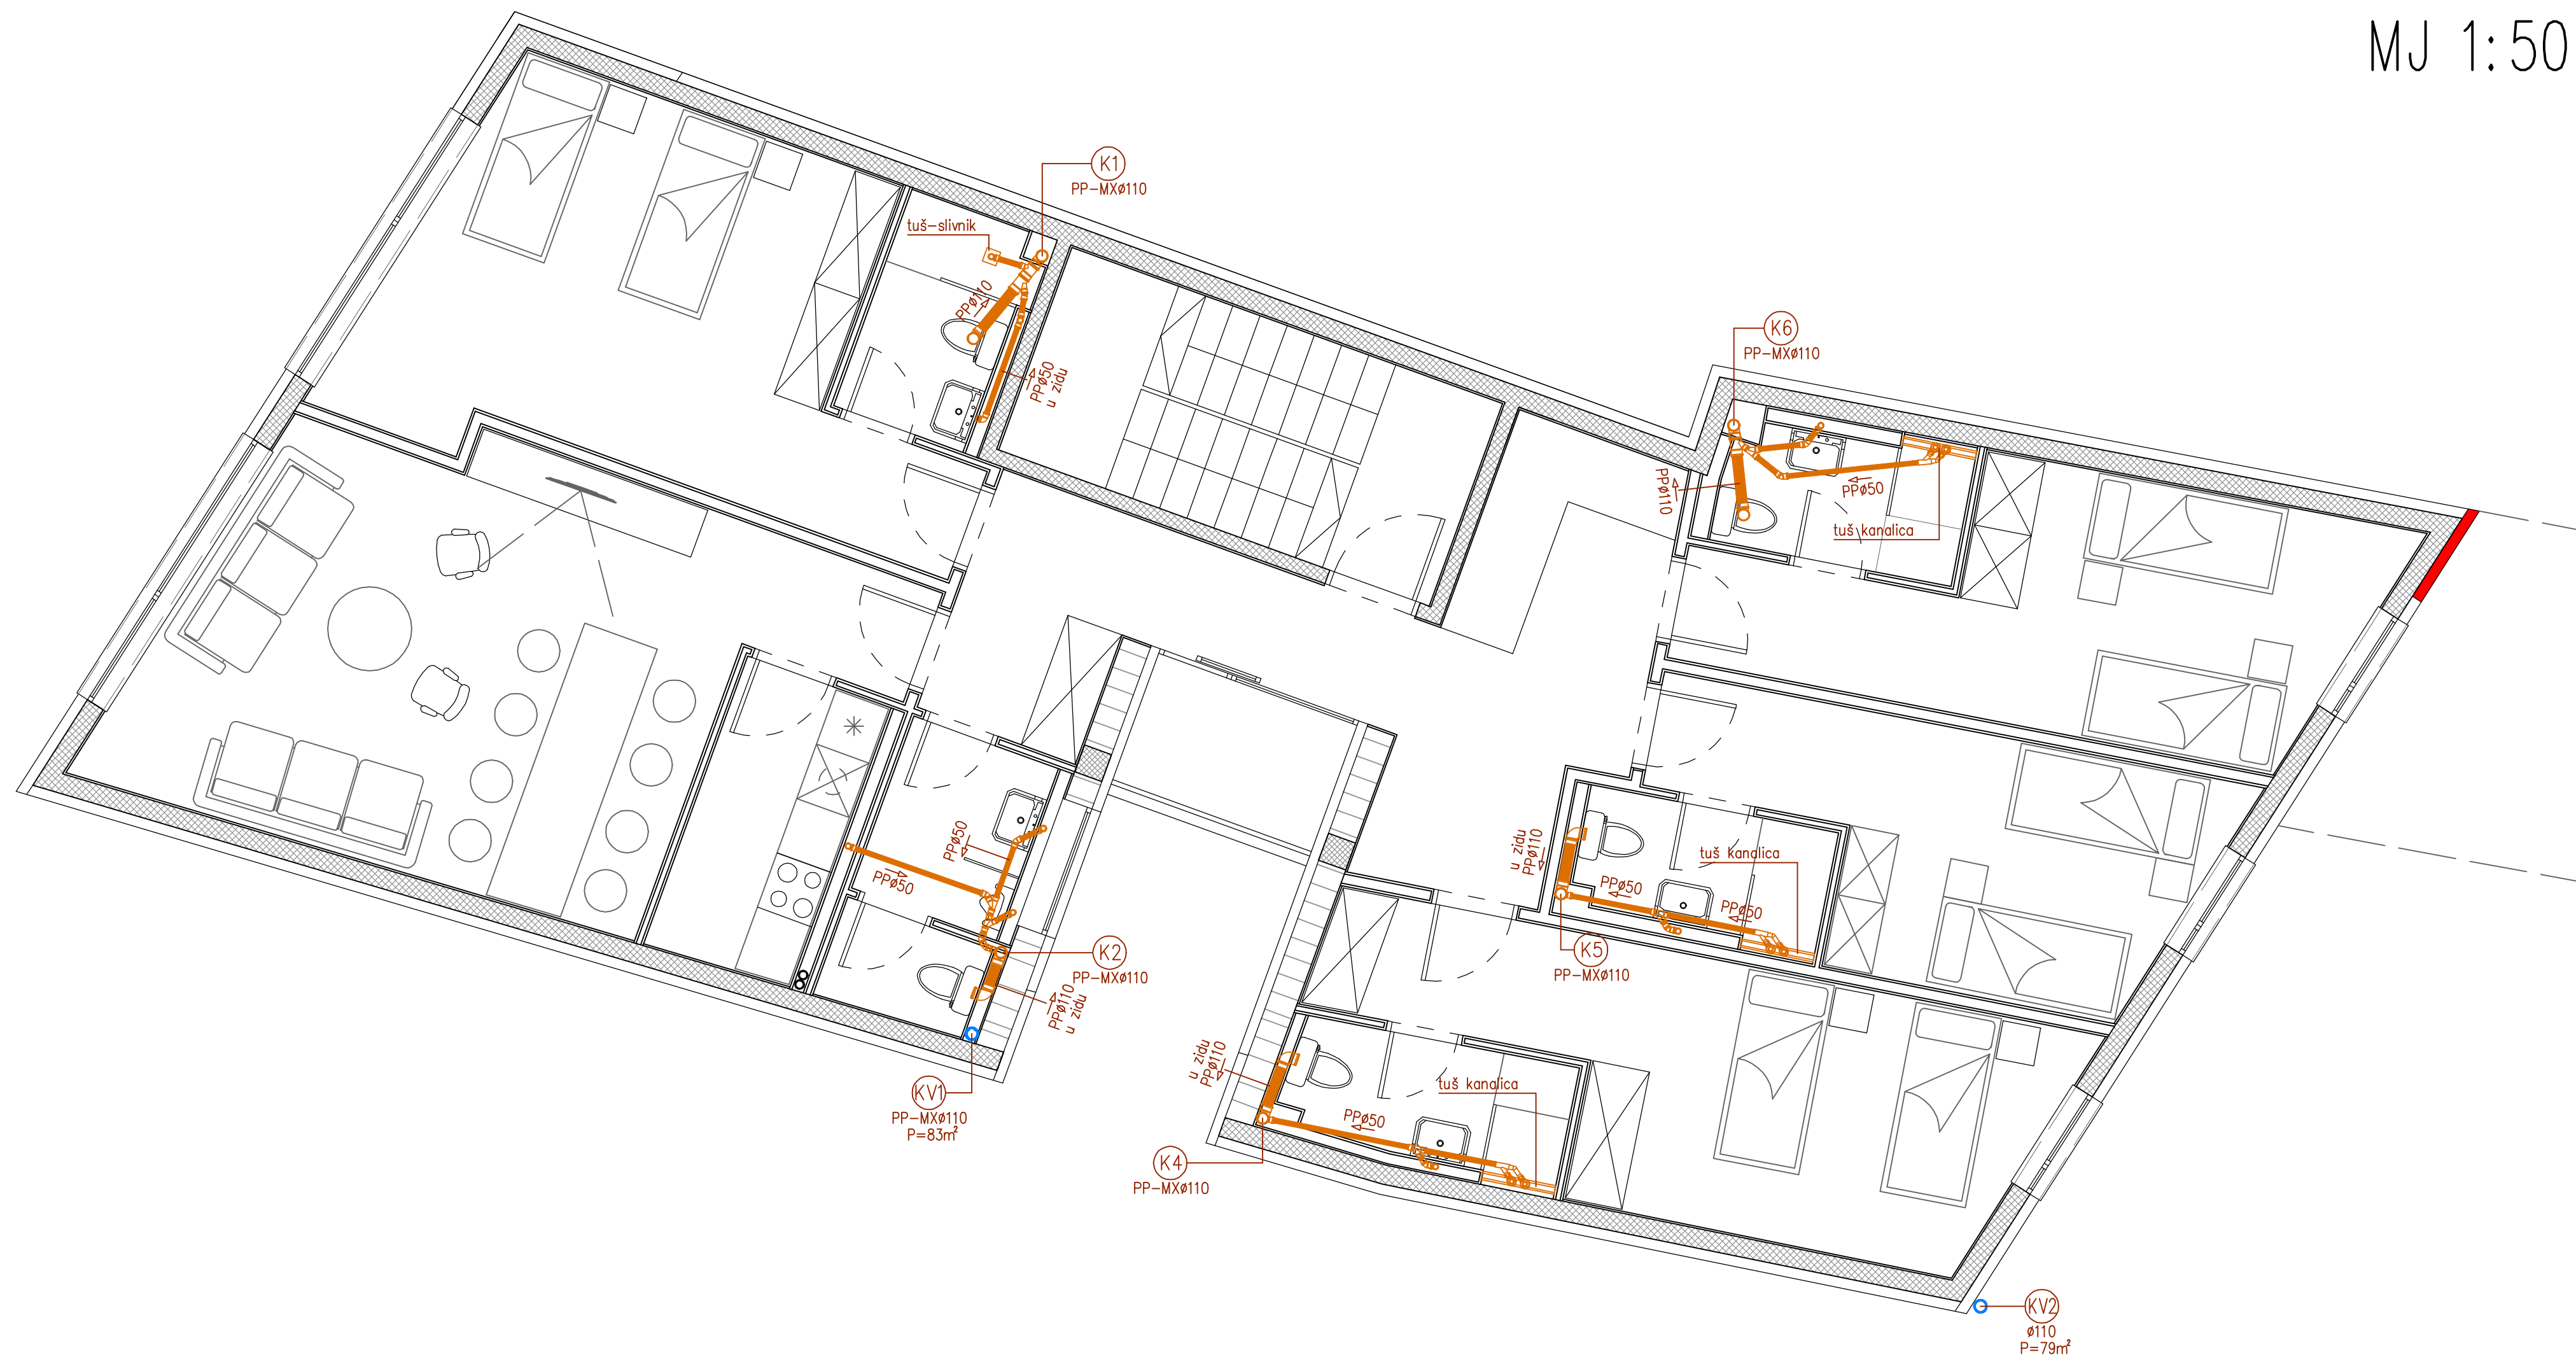 MJ 1:50
K1
PP-MXø110
tuš-slivnik
PPø110
PPø50
u zidu
K6
PP-MXø110
PPø110
PPø50
tuš kanalica
PPø50
PPø50
K2
PP-MXø110
PPø110
u zidu
KV1
PP-MXø110
P=83m²
u zidu
PPø110
PPø50
tuš kanalica
PPø50
K5
PP-MXø110
u zidu
PPø110
PPø50
tuš kanalica
K4
PP-MXø110
KV2
ø110
P=79m²